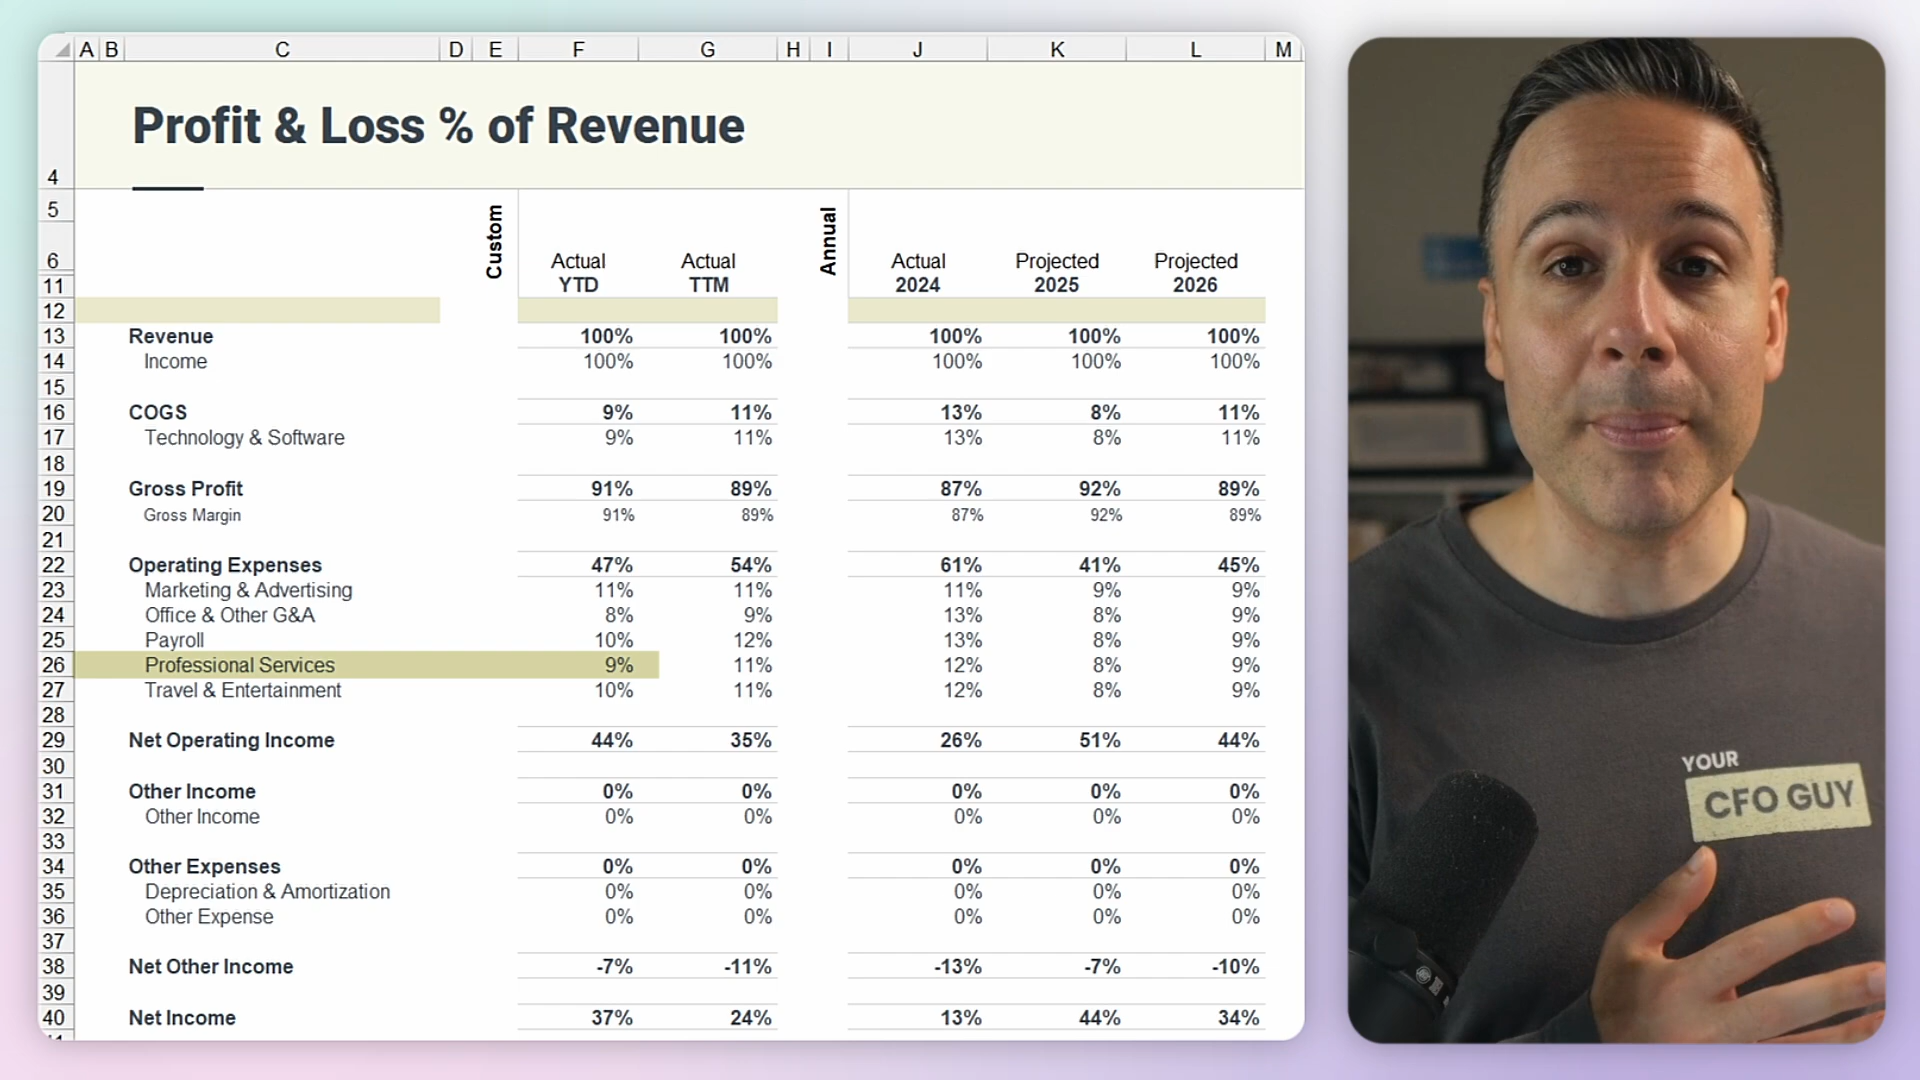 A B C D E F G H I J K L M
Profit & Loss % of Revenue
4
5
Custom
Annual
6 Actual Actual Actual Projected Projected
11 YTD TTM 2024 2025 2026
12
13 Revenue 100% 100% 100% 100% 100%
14 Income 100% 100% 100% 100% 100%
15
16 COGS 9% 11% 13% 8% 11%
17 Technology & Software 9% 11% 13% 8% 11%
18
19 Gross Profit 91% 89% 87% 92% 89%
20 Gross Margin 91% 89% 87% 92% 89%
21
22 Operating Expenses 47% 54% 61% 41% 45%
23 Marketing & Advertising 11% 11% 11% 9% 9%
24 Office & Other G&A 8% 9% 13% 8% 9%
25 Payroll 10% 12% 13% 8% 9%
26 Professional Services 9% 11% 12% 8% 9%
27 Travel & Entertainment 10% 11% 12% 8% 9%
28
29 Net Operating Income 44% 35% 26% 51% 44%
30
31 Other Income 0% 0% 0% 0% 0%
32 Other Income 0% 0% 0% 0% 0%
33
34 Other Expenses 0% 0% 0% 0% 0%
35 Depreciation & Amortization 0% 0% 0% 0% 0%
36 Other Expense 0% 0% 0% 0% 0%
37
38 Net Other Income -7% -11% -13% -7% -10%
39
40 Net Income 37% 24% 13% 44% 34%
YOUR
CFO GUY